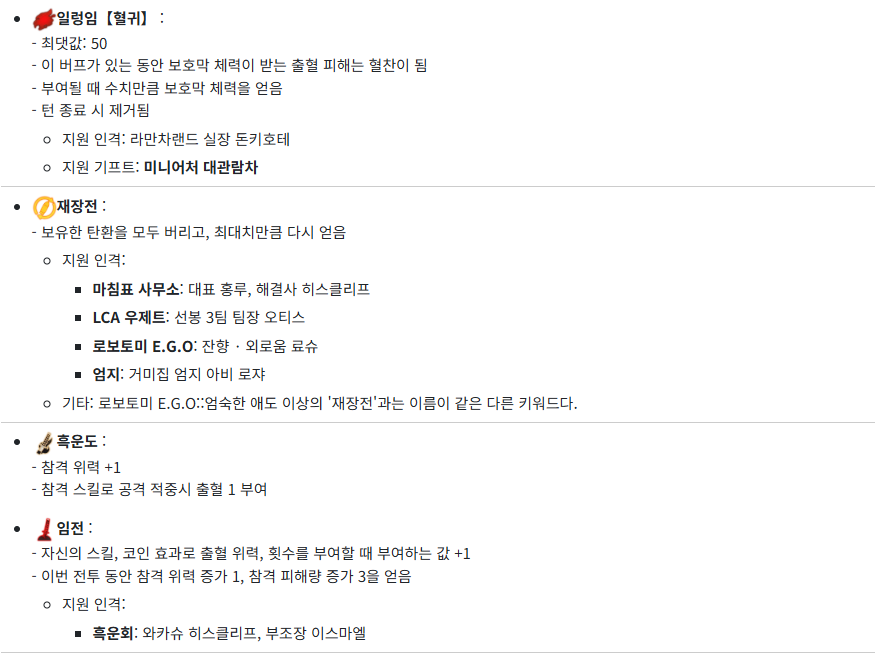 일렁임【혈귀】 :
- 최댓값: 50
- 이 버프가 있는 동안 보호막 체력이 받는 출혈 피해는 혈찬이 됨
- 부여될 때 수치만큼 보호막 체력을 얻음
- 턴 종료 시 제거됨
지원 인격: 라만차랜드 실장 돈키호테
지원 기프트: 미니어처 대관람차
재장전 :
- 보유한 탄환을 모두 버리고, 최대치만큼 다시 얻음
지원 인격:
마침표 사무소: 대표 홍루, 해결사 히스클리프
LCA 우제트: 선봉 3팀 팀장 오티스
로보토미 E.G.O: 잔향 · 외로움 료슈
엄지: 거미집 엄지 아비 로쟈
기타: 로보토미 E.G.O::엄숙한 애도 이상의 '재장전'과는 이름이 같은 다른 키워드다.
흑운도 :
- 참격 위력 +1
- 참격 스킬로 공격 적중시 출혈 1 부여
임전 :
- 자신의 스킬, 코인 효과로 출혈 위력, 횟수를 부여할 때 부여하는 값 +1
- 이번 전투 동안 참격 위력 증가 1, 참격 피해량 증가 3을 얻음
지원 인격:
흑운회: 와카슈 히스클리프, 부조장 이스마엘